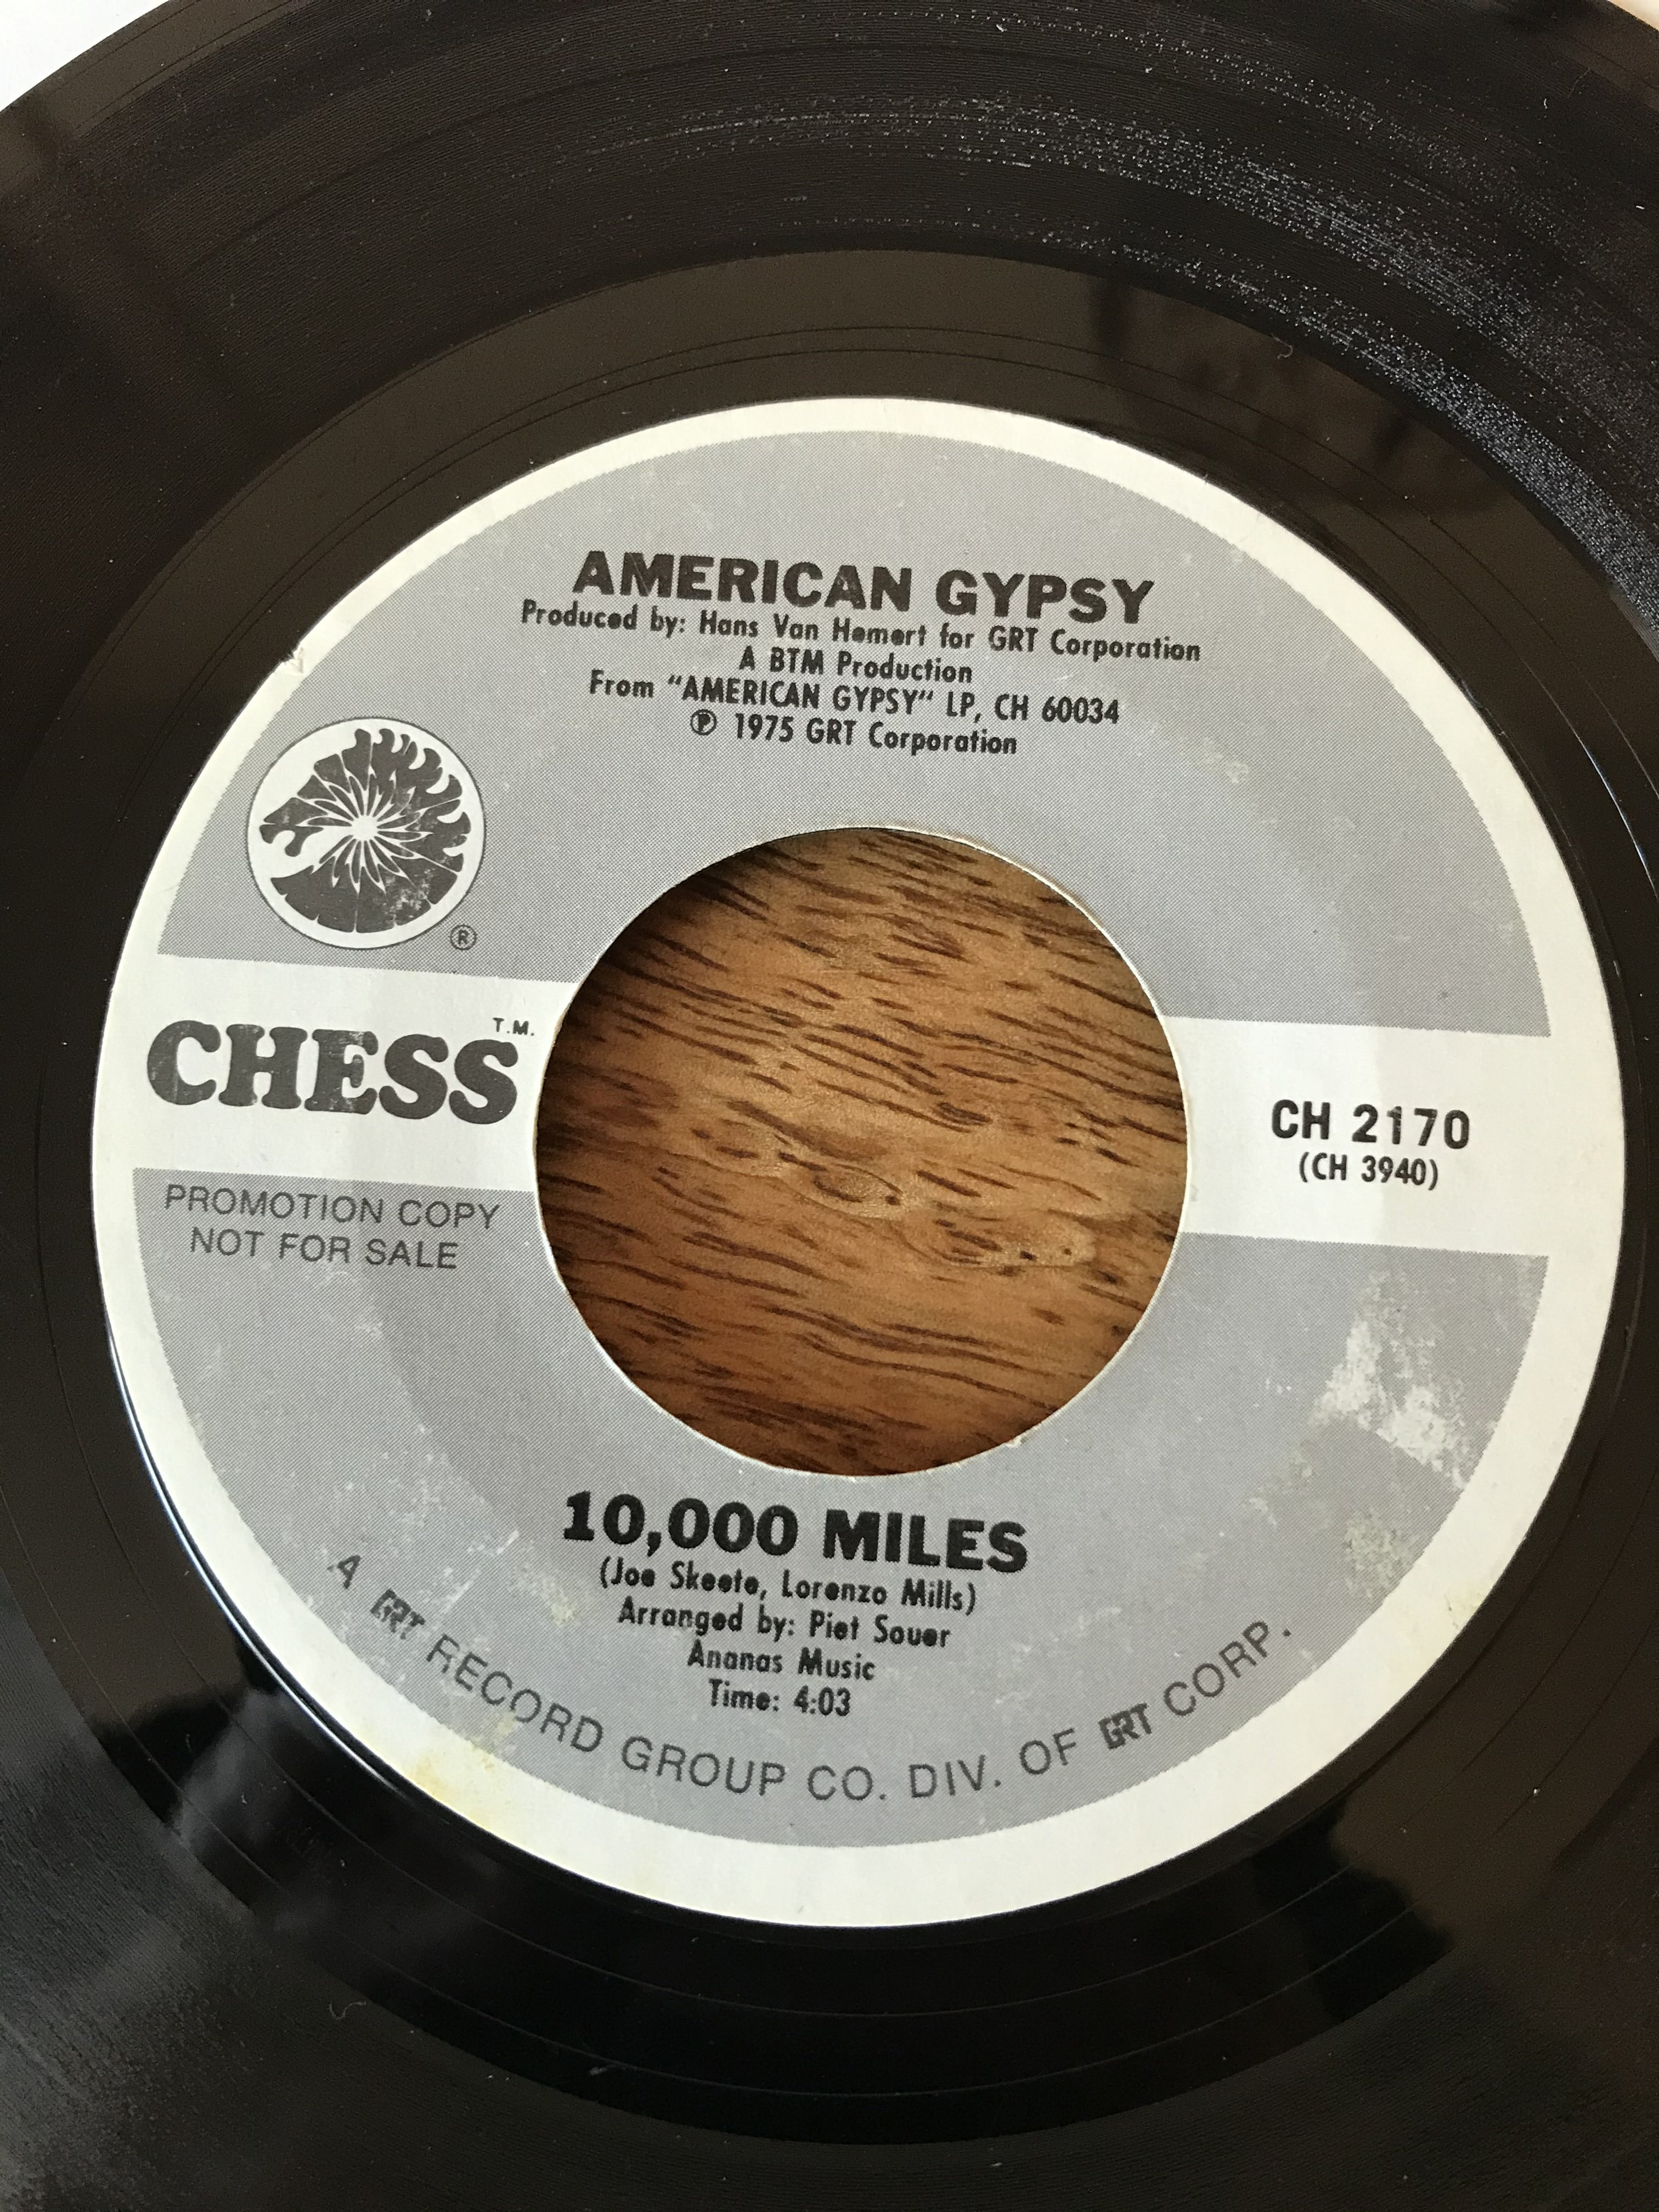 AMERICAN GYPSY
Produced by: Hans Van Hemert for GRT Corporation
A BTM Production
From "AMERICAN GYPSY" LP, CH 60034
℗ 1975 GRT Corporation
®
CHESS T.M.
CH 2170
(CH 3940)
PROMOTION COPY
NOT FOR SALE
10,000 MILES
(Joe Skeete, Lorenzo Mills)
Arranged by: Piet Souer
Ananas Music
Time: 4:03
A GRT RECORD GROUP CO. DIV. OF GRT CORP.